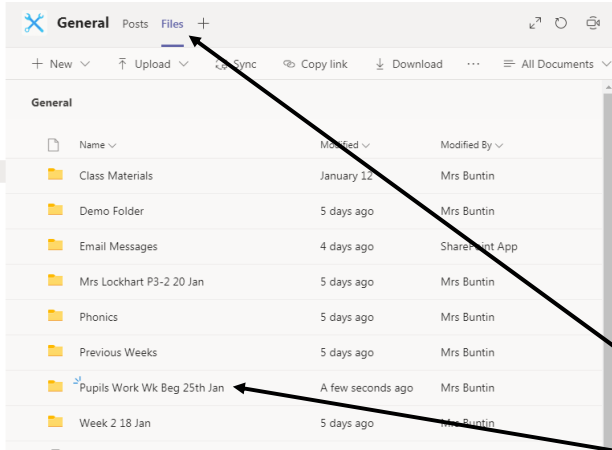 General Posts Files +
+ New Upload Sync Copy link Download ... All Documents
General
Name Modified Modified By
Class Materials January 12 Mrs Buntin
Demo Folder 5 days ago Mrs Buntin
Email Messages 4 days ago SharePoint App
Mrs Lockhart P3-2 20 Jan 5 days ago Mrs Buntin
Phonics 5 days ago Mrs Buntin
Previous Weeks 5 days ago Mrs Buntin
Pupils Work Wk Beg 25th Jan A few seconds ago Mrs Buntin
Week 2 18 Jan 5 days ago Mrs Buntin